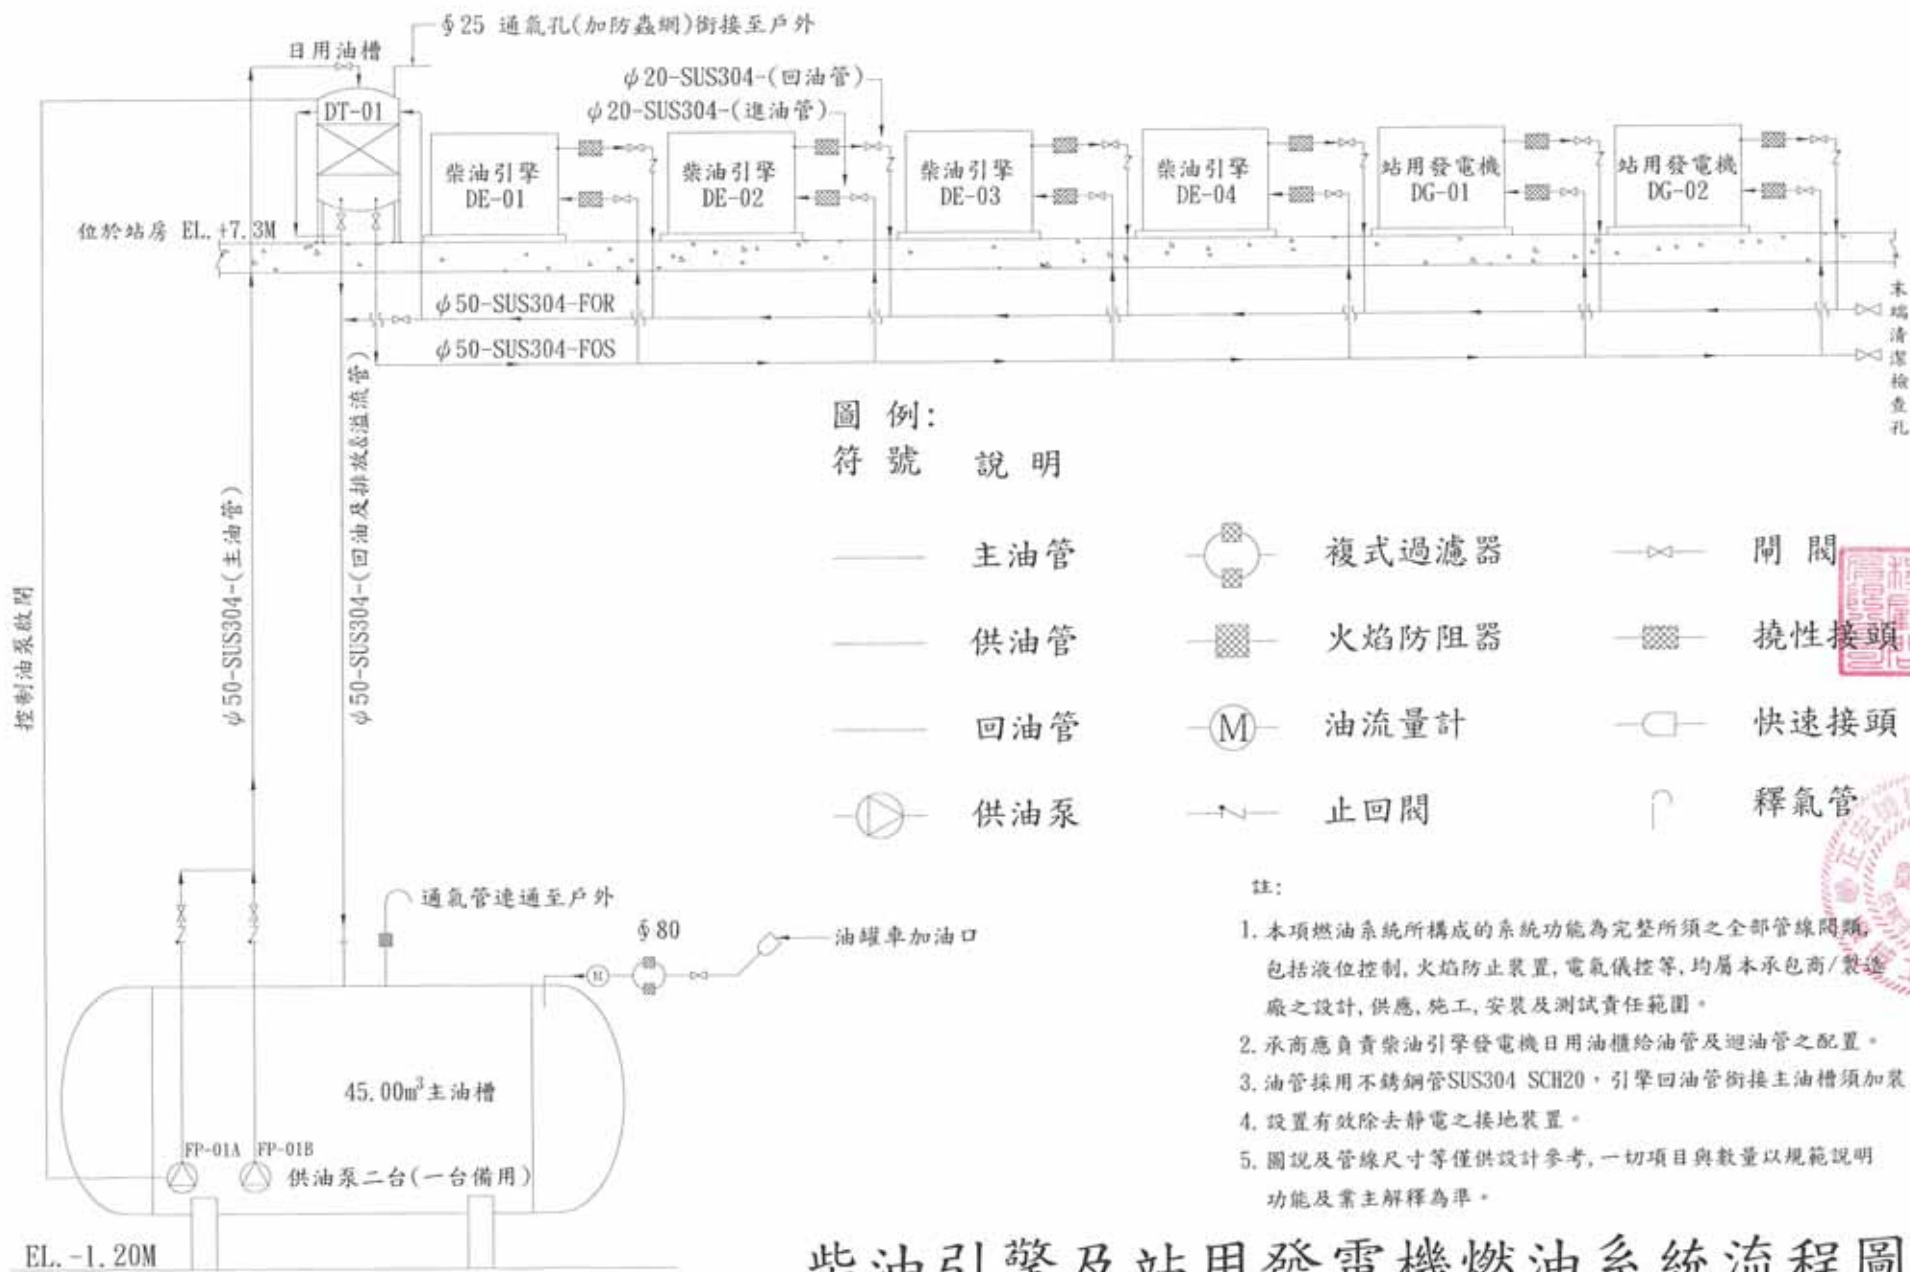 ∮25 通氣孔(加防蟲網)銜接至戶外
日用油槽
DT-01
φ20-SUS304-(回油管)
φ20-SUS304-(進油管)
柴油引擎
DE-01
柴油引擎
DE-02
柴油引擎
DE-03
柴油引擎
DE-04
站用發電機
DG-01
站用發電機
DG-02
位於站房 EL.+7.3M
φ50-SUS304-FOR
φ50-SUS304-FOS
末端清潔檢查孔
控制油泵啟閉
φ50-SUS304-(主油管)
φ50-SUS304-(回油及排放&溢流管)
圖 例:
符 號 說 明
主油管
複式過濾器
閘 閥
供油管
火焰防阻器
撓性接頭
回油管
M
油流量計
快速接頭
供油泵
止回閥
釋氣管
通氣管連通至戶外
∮80
M
油罐車加油口
45.00m³主油槽
FP-01A
FP-01B
供油泵二台(一台備用)
EL.-1.20M
註:
1.本項燃油系統所構成的系統功能為完整所須之全部管線閥類,
包括液位控制,火焰防止裝置,電氣儀控等,均屬本承包商/製造
廠之設計,供應,施工,安裝及測試責任範圍。
2.承商應負責柴油引擎發電機日用油櫃給油管及迴油管之配置。
3.油管採用不銹鋼管SUS304 SCH20，引擎回油管銜接主油槽須加裝
4.設置有效除去靜電之接地裝置。
5.圖說及管線尺寸等僅供設計參考,一切項目與數量以規範說明
功能及業主解釋為準。
柴油引擎及站用發電機燃油系統流程圖